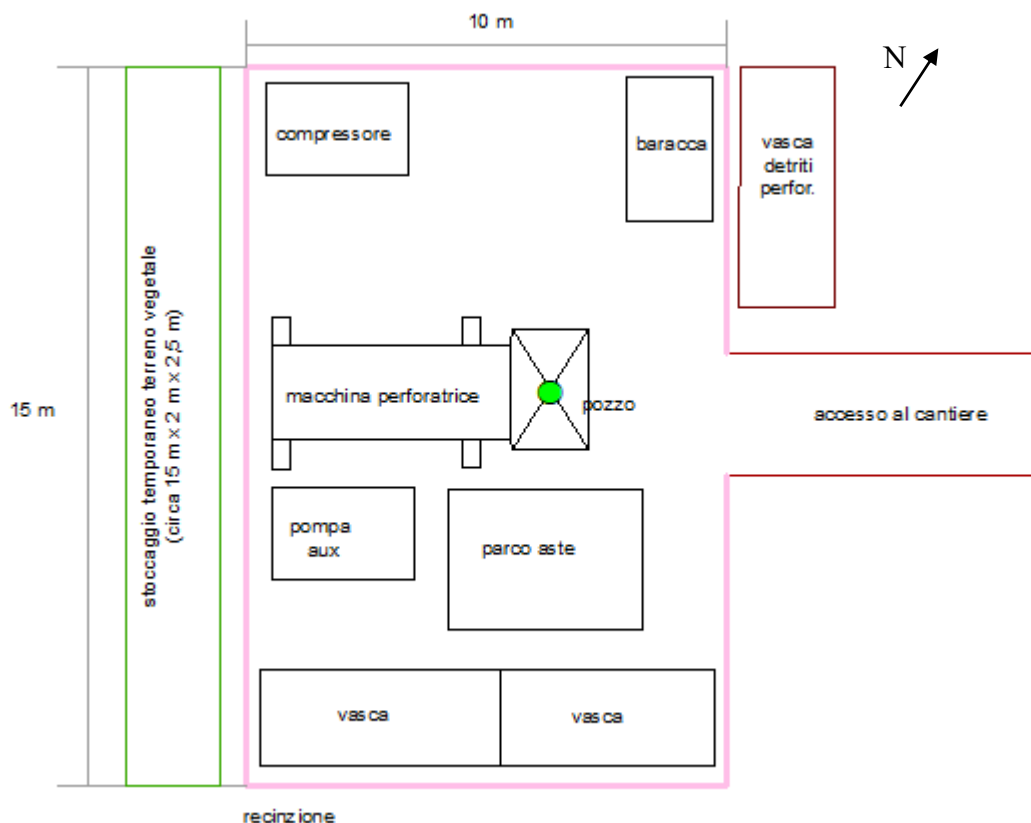 10 m
N
compressore
baracca
vasca
detriti
perfor.
stoccaggio temporaneo terreno vegetale
(circa 15 m x 2 m x 2,5 m)
15 m
macchina perforatrice
pozzo
accesso al cantiere
pompa
aux
parco aste
vasca
vasca
recinzione